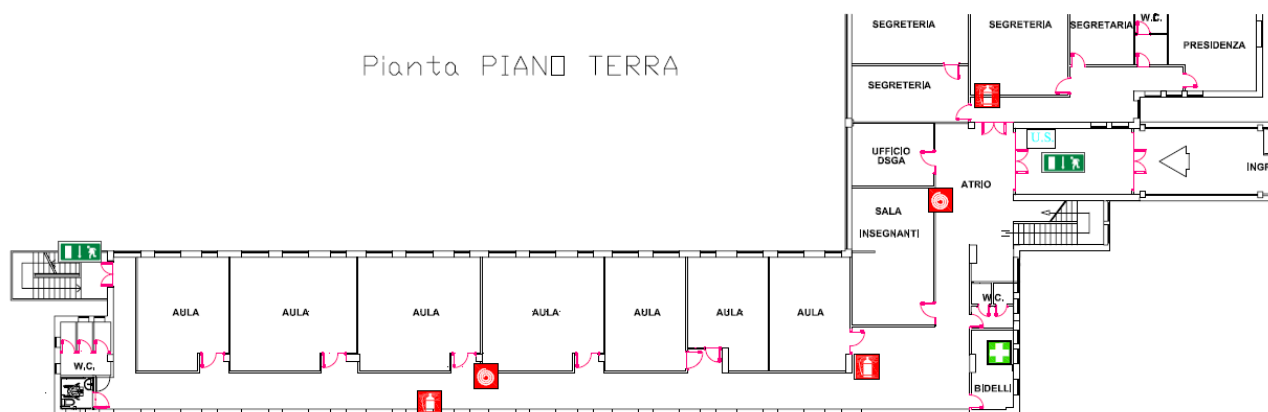 SEGRETERIA
SEGRETERIA
SEGRETARIA
W.C.
PRESIDENZA
Pianta PIANO TERRA
SEGRETERIA
U.S.
UFFICIO
DSGA
INGR
ATRIO
SALA
INSEGNANTI
AULA
AULA
AULA
AULA
AULA
AULA
AULA
W.C.
W.C.
BIDELLI